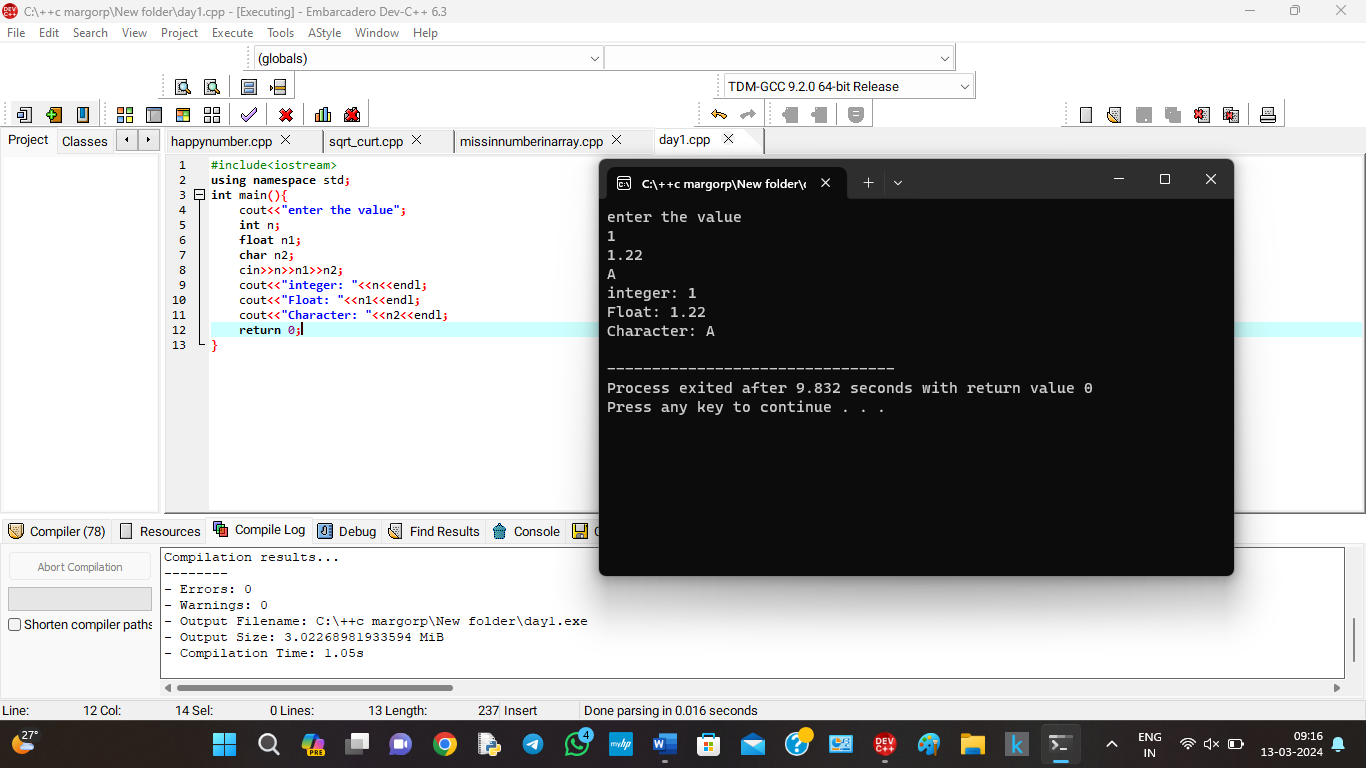 C:\++c margorp\New folder\day1.cpp - [Executing] - Embarcadero Dev-C++ 6.3
File Edit Search View Project Execute Tools AStyle Window Help
(globals)
TDM-GCC 9.2.0 64-bit Release
Project Classes
happynumber.cpp sqrt_curt.cpp missinnumberinarray.cpp day1.cpp
1 #include<iostream>
2 using namespace std;
3 int main(){
4 cout<<"enter the value";
5 int n;
6 float n1;
7 char n2;
8 cin>>n>>n1>>n2;
9 cout<<"integer: "<<n<<endl;
10 cout<<"Float: "<<n1<<endl;
11 cout<<"Character: "<<n2<<endl;
12 return 0;
13 }
C:\++c margorp\New folder\
enter the value
1
1.22
A
integer: 1
Float: 1.22
Character: A
--------------------------------
Process exited after 9.832 seconds with return value 0
Press any key to continue . . .
Compiler (78) Resources Compile Log Debug Find Results Console
Abort Compilation
Shorten compiler paths
Compilation results...
--------
- Errors: 0
- Warnings: 0
- Output Filename: C:\++c margorp\New folder\day1.exe
- Output Size: 3.02268981933594 MiB
- Compilation Time: 1.05s
Line: 12 Col: 14 Sel: 0 Lines: 13 Length: 237 Insert Done parsing in 0.016 seconds
27°
PRE
4
myhp
DEV C++
ENG
IN
09:16
13-03-2024